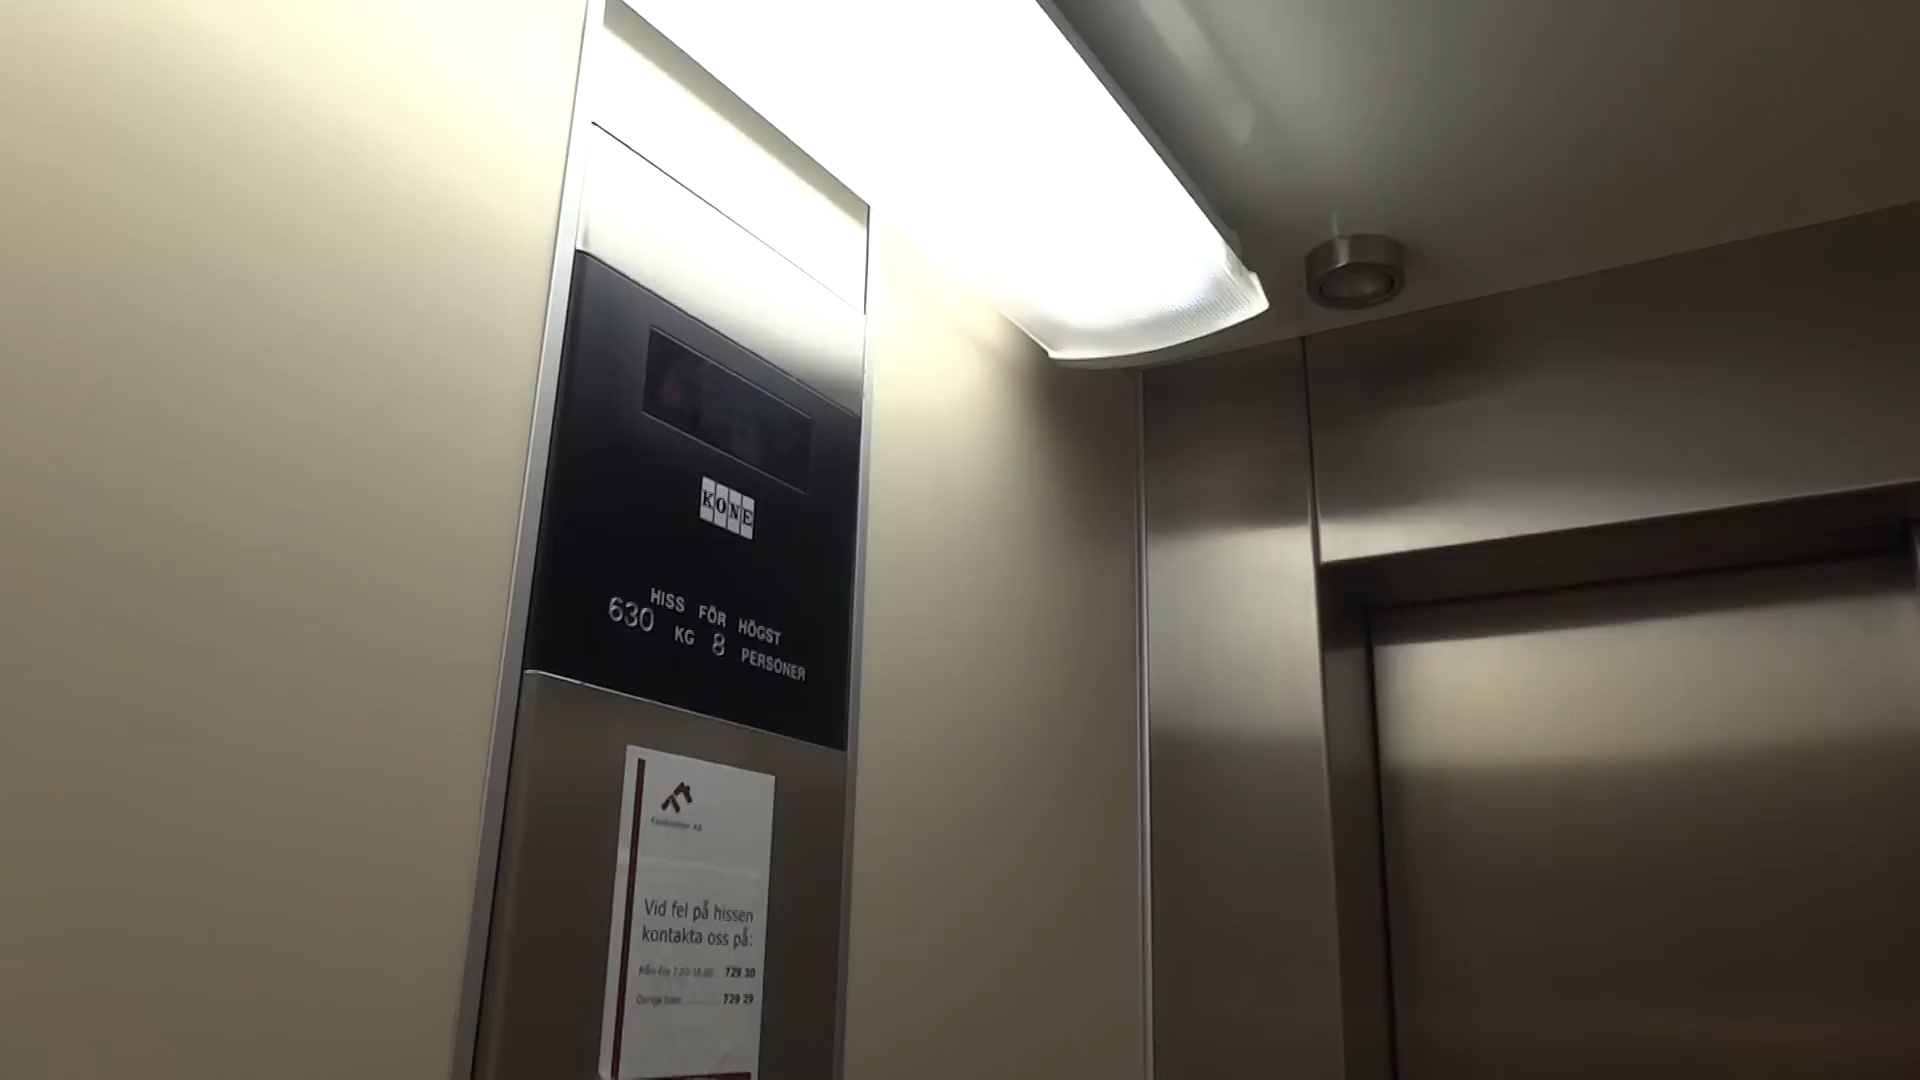 KONE
HISS FÖR HÖGST
630 KG 8 PERSONER
Vid fel på hissen
kontakta oss på:
729 30
729 29